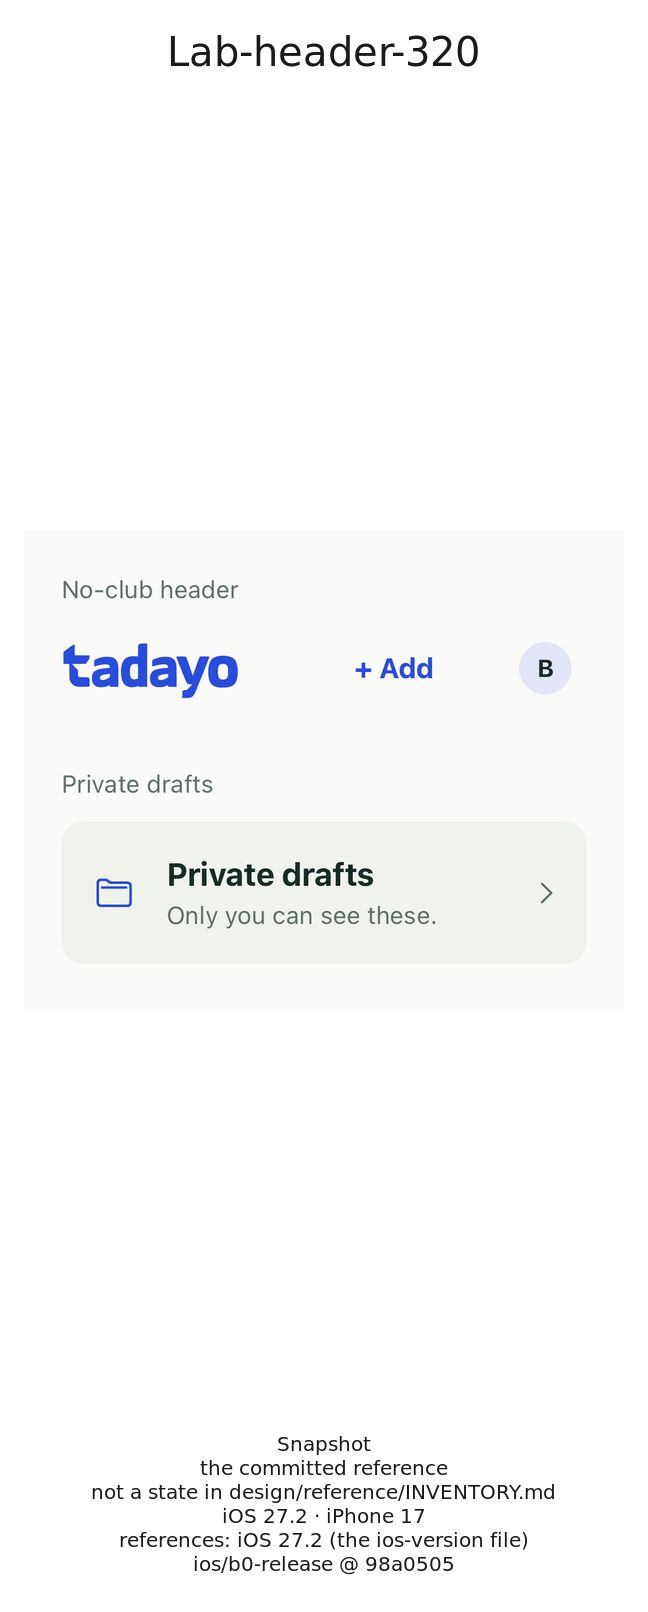 Lab-header-320
No-club header
tadayo
+ Add
B
Private drafts
Private drafts
Only you can see these.
Snapshot
the committed reference
not a state in design/reference/INVENTORY.md
iOS 27.2 · iPhone 17
references: iOS 27.2 (the ios-version file)
ios/b0-release @ 98a0505